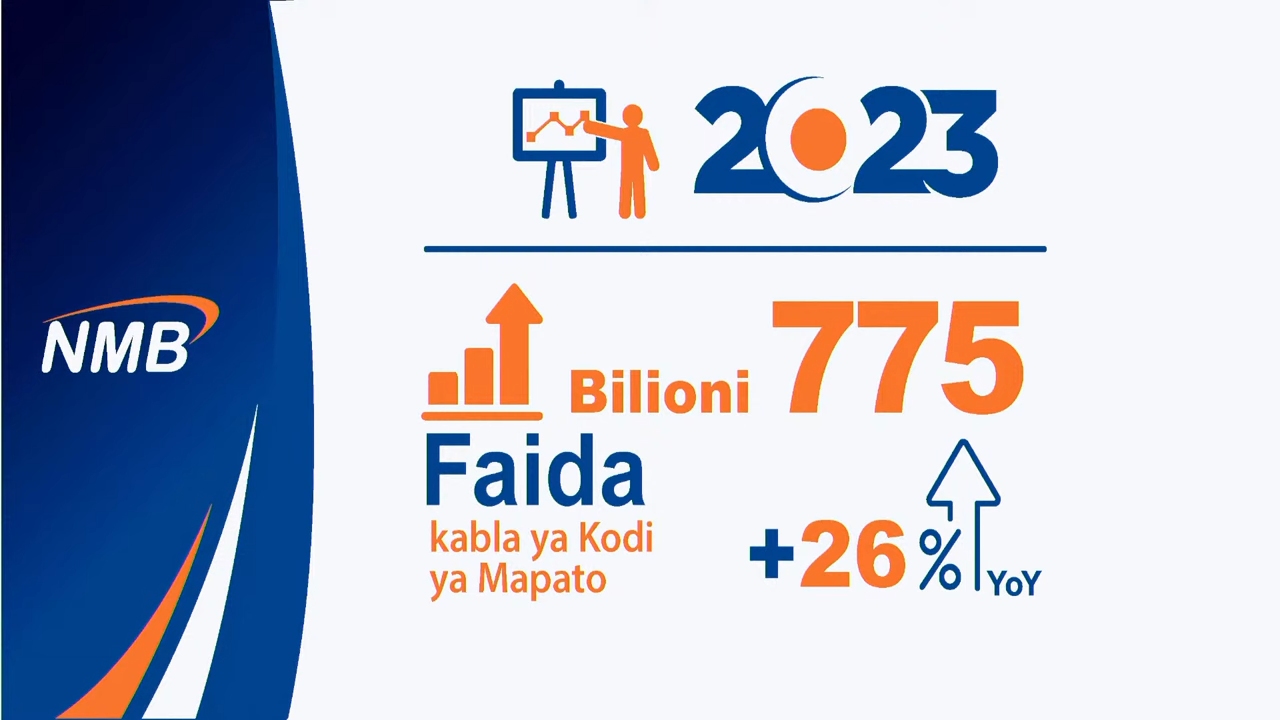 2023
NMB
Bilioni 775
Faida
kabla ya Kodi
ya Mapato
+26% YoY